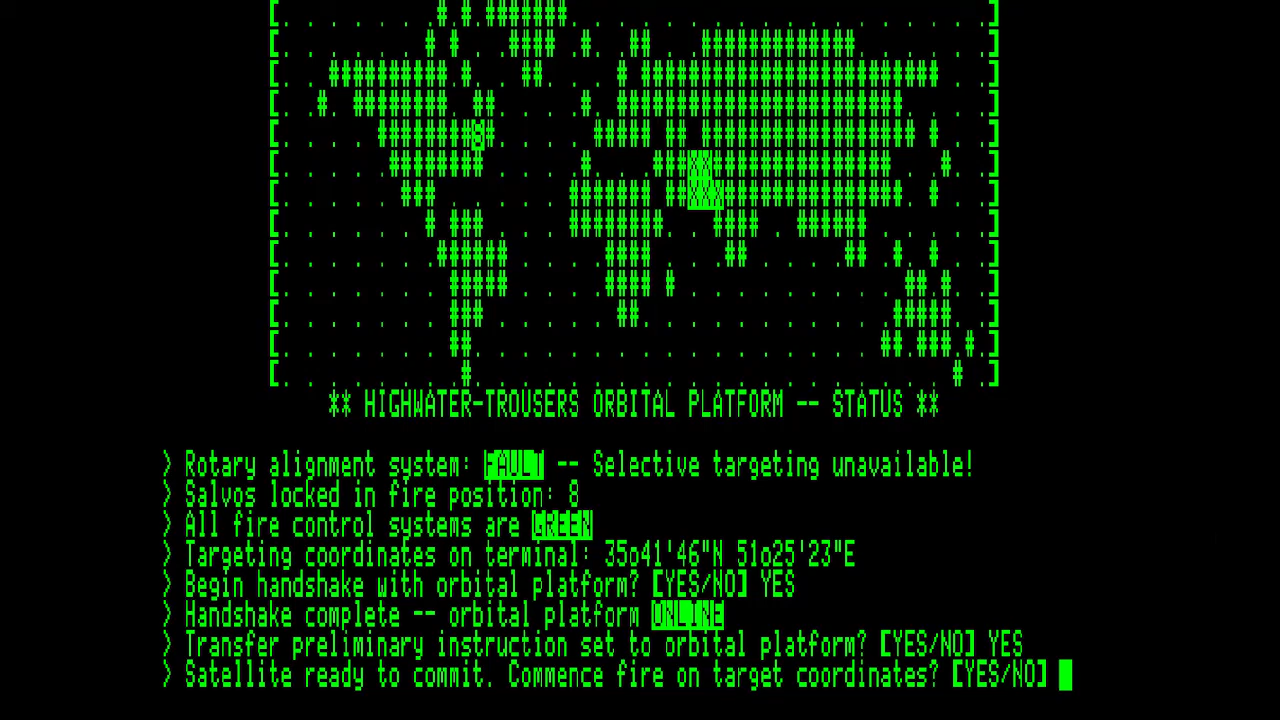 ** HIGHWATER-TROUSERS ORBITAL PLATFORM -- STATUS **
> Rotary alignment system: FAULT -- Selective targeting unavailable!
> Salvos locked in fire position: 8
> All fire control systems are GREEN
> Targeting coordinates on terminal: 35o41'46"N 51o25'23"E
> Begin handshake with orbital platform? [YES/NO] YES
> Handshake complete -- orbital platform ONLINE
> Transfer preliminary instruction set to orbital platform? [YES/NO] YES
> Satellite ready to commit. Commence fire on target coordinates? [YES/NO]